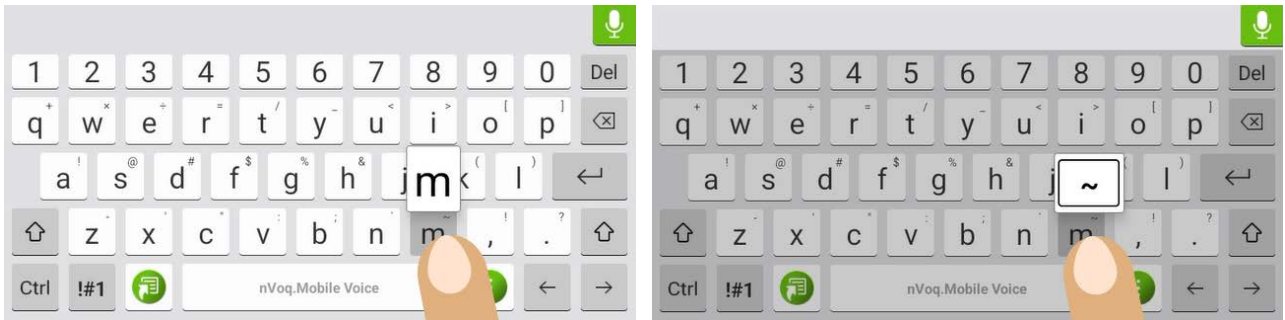 1 2 3 4 5 6 7 8 9 0 Del
q + w × e ÷ r = t / y _ u < i > o [ p ]
a ! s @ d # f $ g % h & j m k ( l )
z - x ' c " v : b ; n m ~ , ! . ?
Ctrl !#1 nVoq.Mobile Voice ← →
1 2 3 4 5 6 7 8 9 0 Del
q + w × e ÷ r = t / y _ u < i > o [ p ]
a ! s @ d # f $ g % h & j ~ l )
z - x ' c " v : b ; n m ~ , ! . ?
Ctrl !#1 nVoq.Mobile Voice ← →